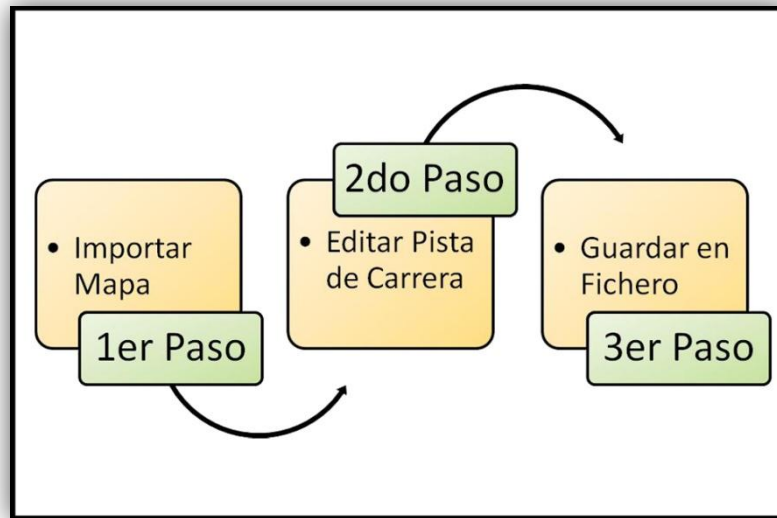 • Importar
Mapa
1er Paso
2do Paso
• Editar Pista
de Carrera
• Guardar en
Fichero
3er Paso